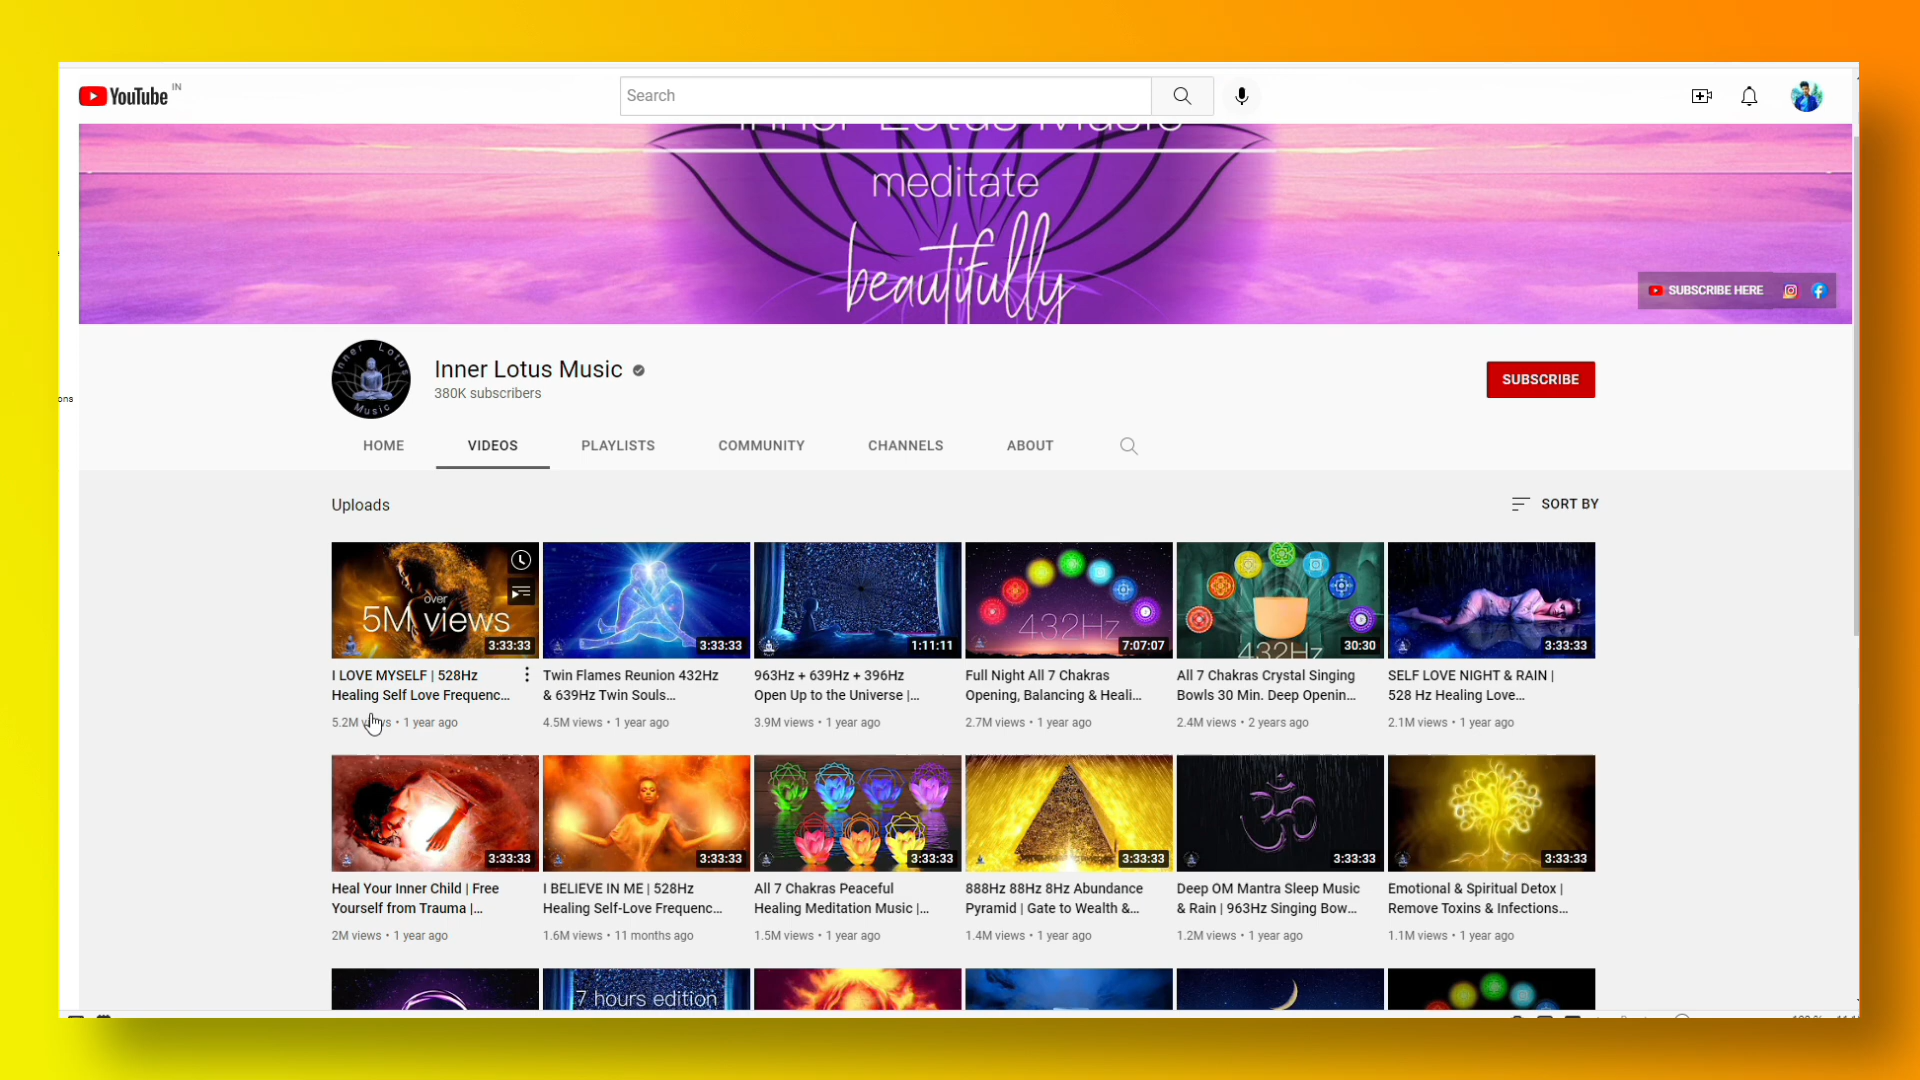 YouTube IN
Search
Inner Lotus Music
meditate
beautifully
SUBSCRIBE HERE
ons
Inner Lotus Music
Inner Lotus Music
380K subscribers
SUBSCRIBE
HOME VIDEOS PLAYLISTS COMMUNITY CHANNELS ABOUT
Uploads
SORT BY
over
5M views
3:33:33
I LOVE MYSELF | 528Hz
Healing Self Love Frequenc...
5.2M views • 1 year ago
3:33:33
Twin Flames Reunion 432Hz
& 639Hz Twin Souls...
4.5M views • 1 year ago
1:11:11
963Hz + 639Hz + 396Hz
Open Up to the Universe |...
3.9M views • 1 year ago
432Hz
7:07:07
Full Night All 7 Chakras
Opening, Balancing & Heali...
2.7M views • 1 year ago
432Hz
30:30
All 7 Chakras Crystal Singing
Bowls 30 Min. Deep Openin...
2.4M views • 2 years ago
3:33:33
SELF LOVE NIGHT & RAIN |
528 Hz Healing Love...
2.1M views • 1 year ago
3:33:33
Heal Your Inner Child | Free
Yourself from Trauma |...
2M views • 1 year ago
3:33:33
I BELIEVE IN ME | 528Hz
Healing Self-Love Frequenc...
1.6M views • 11 months ago
3:33:33
All 7 Chakras Peaceful
Healing Meditation Music |...
1.5M views • 1 year ago
3:33:33
888Hz 88Hz 8Hz Abundance
Pyramid | Gate to Wealth &...
1.4M views • 1 year ago
3:33:33
Deep OM Mantra Sleep Music
& Rain | 963Hz Singing Bow...
1.2M views • 1 year ago
3:33:33
Emotional & Spiritual Detox |
Remove Toxins & Infections...
1.1M views • 1 year ago
7 hours edition